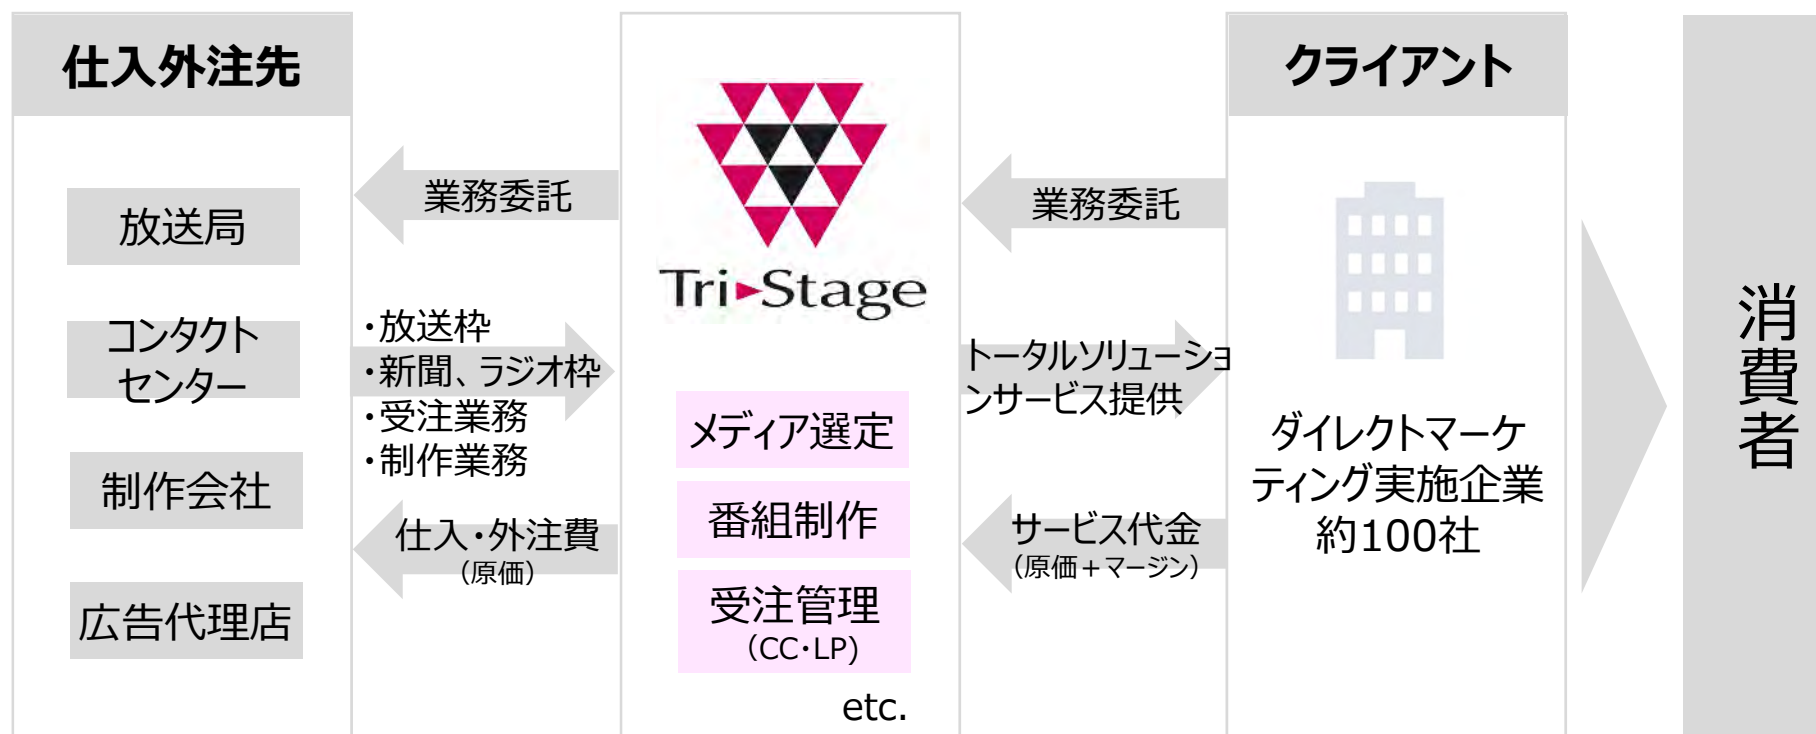 仕入外注先
放送局
コンタクト
センター
制作会社
広告代理店
業務委託
・放送枠
・新聞、ラジオ枠
・受注業務
・制作業務
仕入・外注費
（原価）
Tri Stage
メディア選定
番組制作
受注管理
（CC・LP）
etc.
業務委託
トータルソリューショ
ンサービス提供
サービス代金
（原価＋マージン）
クライアント
ダイレクトマーケ
ティング実施企業
約100社
消費者